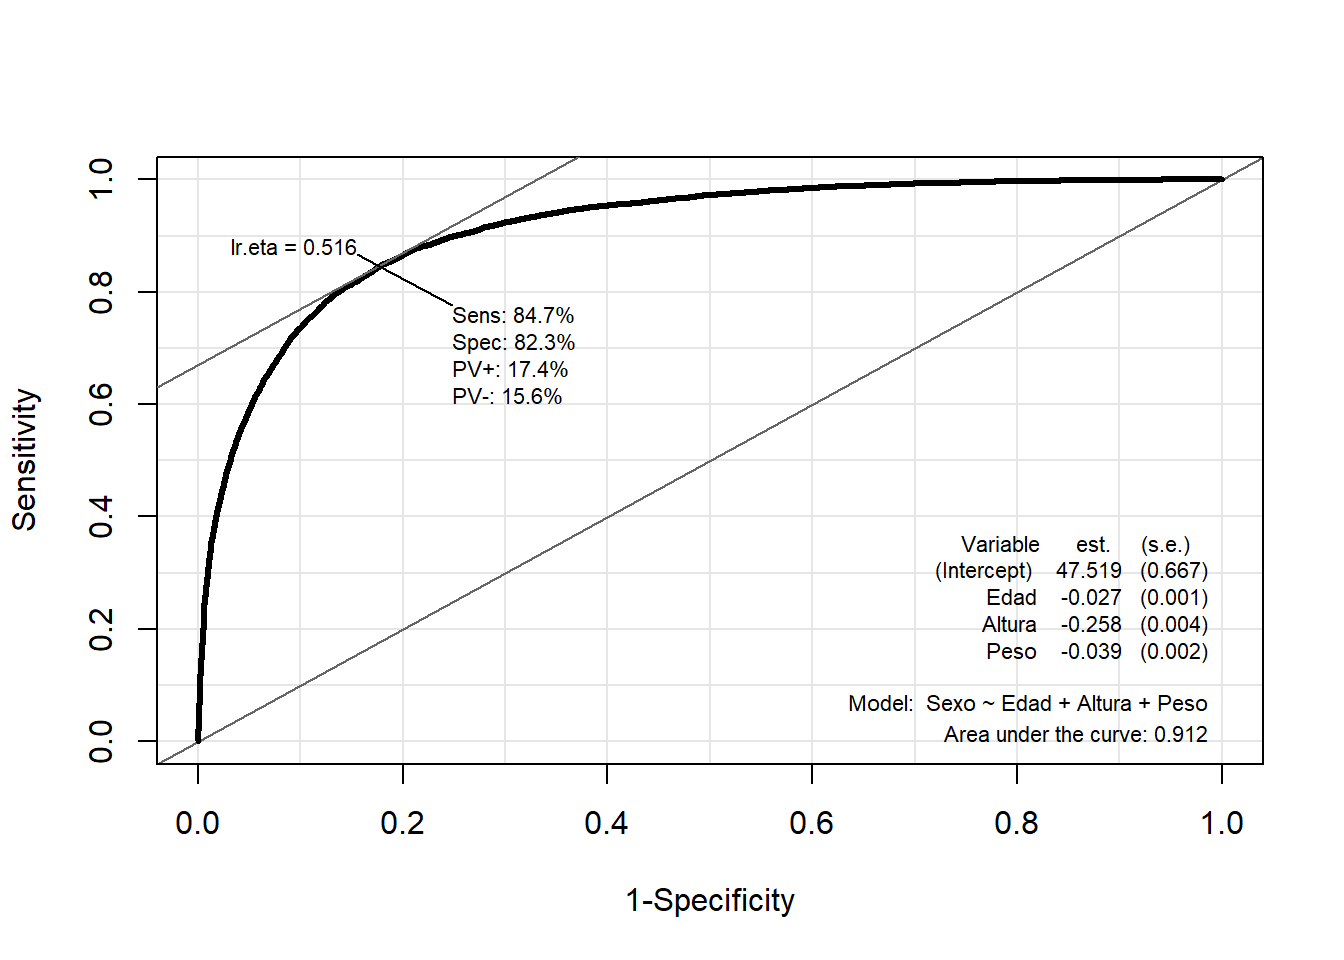 1.0
0.8
0.6
0.4
0.2
0.0
Sensitivity
lr.eta = 0.516
Sens: 84.7%
Spec: 82.3%
PV+: 17.4%
PV-: 15.6%
Variable est. (s.e.)
(Intercept) 47.519 (0.667)
Edad -0.027 (0.001)
Altura -0.258 (0.004)
Peso -0.039 (0.002)
Model: Sexo ~ Edad + Altura + Peso
Area under the curve: 0.912
0.0 0.2 0.4 0.6 0.8 1.0
1-Specificity